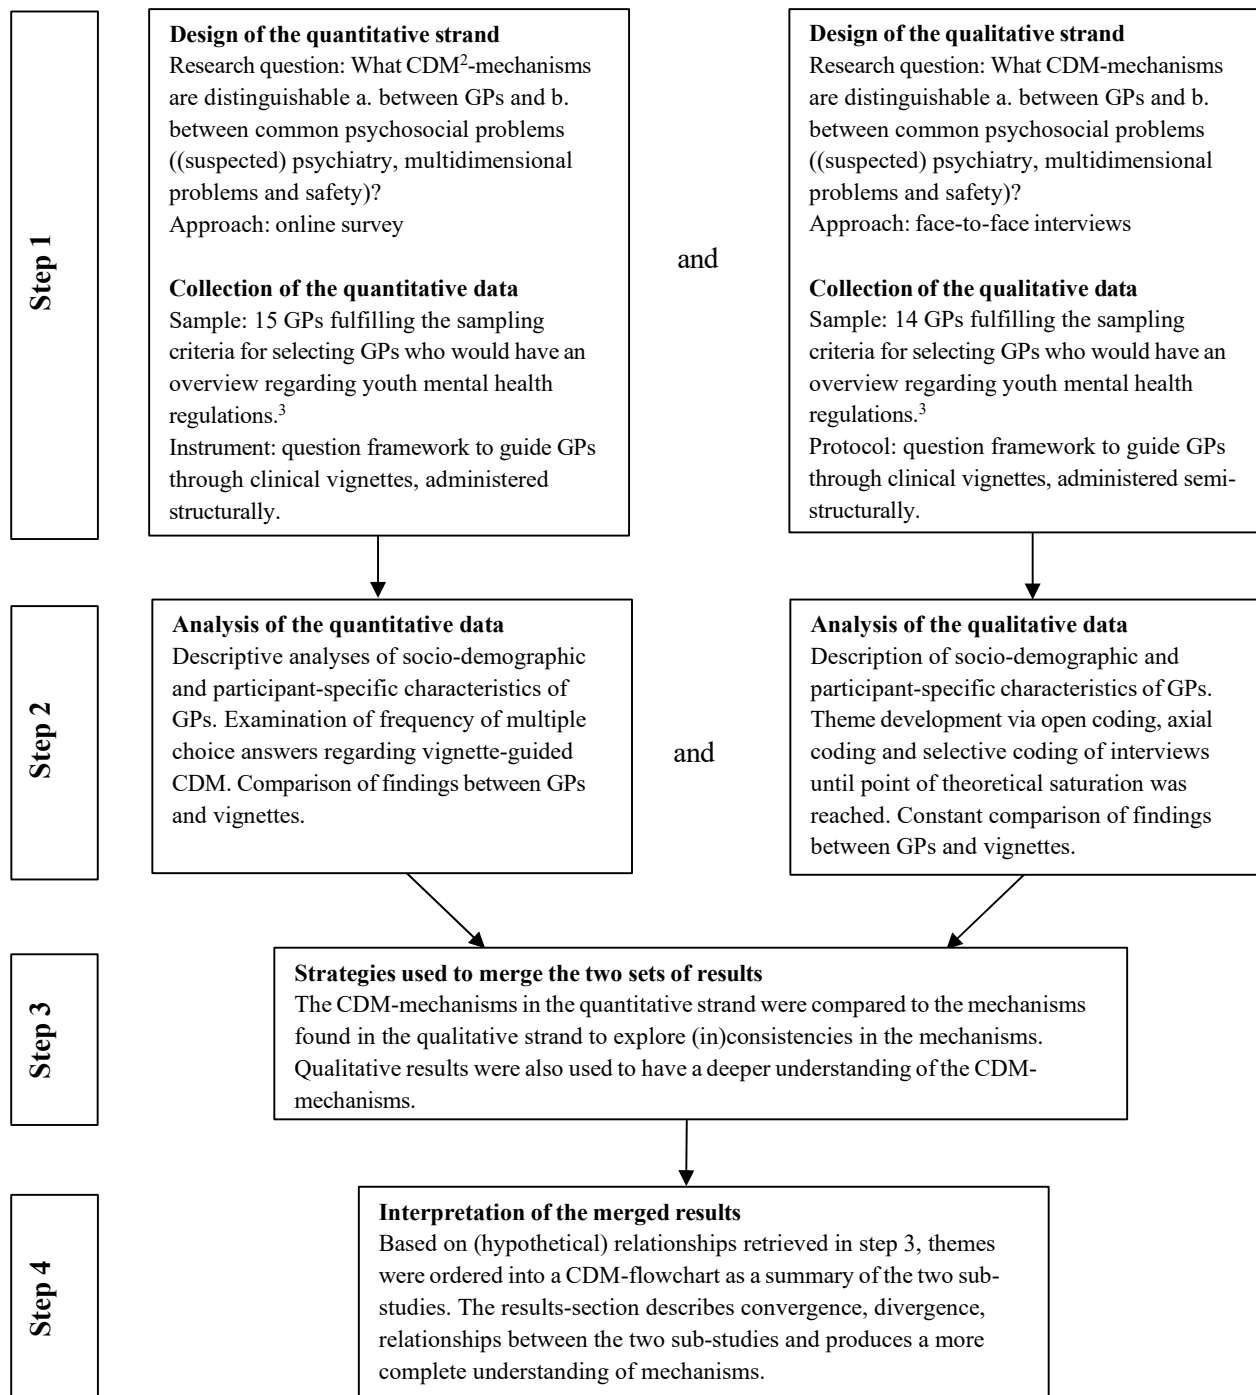 Step 1
Design of the quantitative strand
Research question: What CDM²-mechanisms
are distinguishable a. between GPs and b.
between common psychosocial problems
((suspected) psychiatry, multidimensional
problems and safety)?
Approach: online survey
Collection of the quantitative data
Sample: 15 GPs fulfilling the sampling
criteria for selecting GPs who would have an
overview regarding youth mental health
regulations.³
Instrument: question framework to guide GPs
through clinical vignettes, administered
structurally.
and
Design of the qualitative strand
Research question: What CDM-mechanisms
are distinguishable a. between GPs and b.
between common psychosocial problems
((suspected) psychiatry, multidimensional
problems and safety)?
Approach: face-to-face interviews
Collection of the qualitative data
Sample: 14 GPs fulfilling the sampling
criteria for selecting GPs who would have an
overview regarding youth mental health
regulations.³
Protocol: question framework to guide GPs
through clinical vignettes, administered semi-
structurally.
Step 2
Analysis of the quantitative data
Descriptive analyses of socio-demographic
and participant-specific characteristics of
GPs. Examination of frequency of multiple
choice answers regarding vignette-guided
CDM. Comparison of findings between GPs
and vignettes.
and
Analysis of the qualitative data
Description of socio-demographic and
participant-specific characteristics of GPs.
Theme development via open coding, axial
coding and selective coding of interviews
until point of theoretical saturation was
reached. Constant comparison of findings
between GPs and vignettes.
Step 3
Strategies used to merge the two sets of results
The CDM-mechanisms in the quantitative strand were compared to the mechanisms
found in the qualitative strand to explore (in)consistencies in the mechanisms.
Qualitative results were also used to have a deeper understanding of the CDM-
mechanisms.
Step 4
Interpretation of the merged results
Based on (hypothetical) relationships retrieved in step 3, themes
were ordered into a CDM-flowchart as a summary of the two sub-
studies. The results-section describes convergence, divergence,
relationships between the two sub-studies and produces a more
complete understanding of mechanisms.